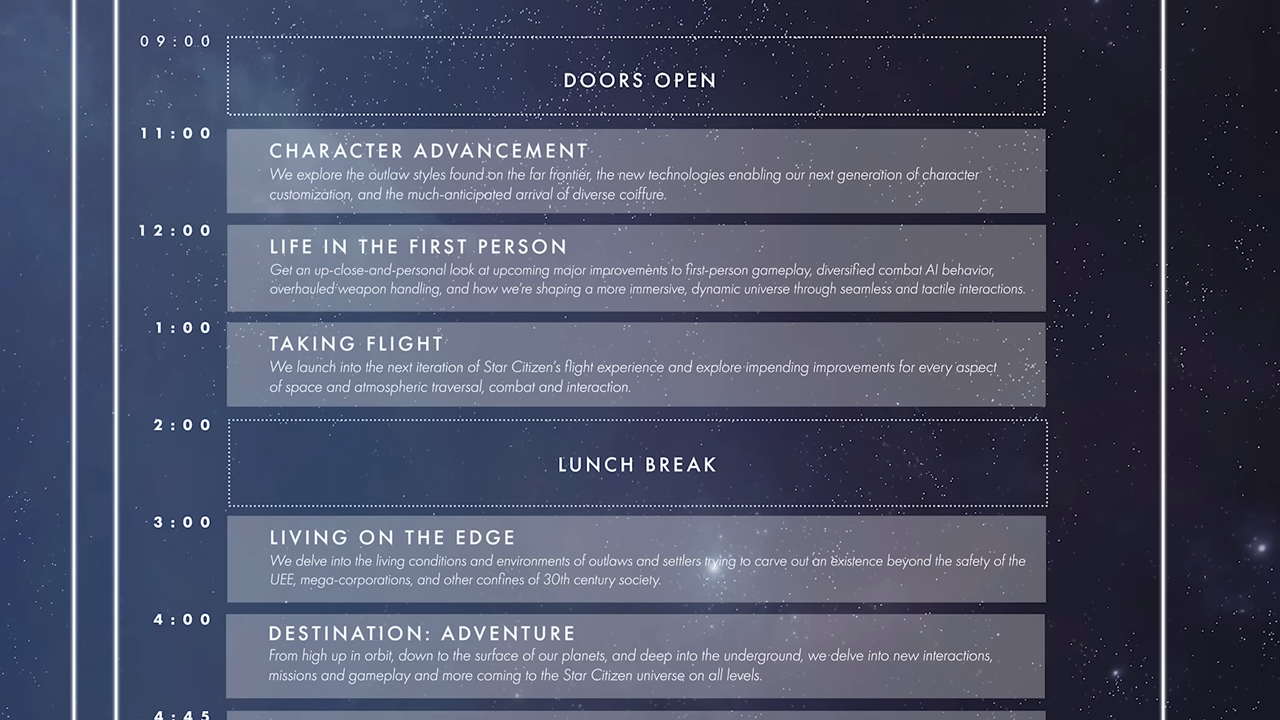 09:00
DOORS OPEN
11:00
CHARACTER ADVANCEMENT
We explore the outlaw styles found on the far frontier, the new technologies enabling our next generation of character
customization, and the much-anticipated arrival of diverse coiffure.
12:00
LIFE IN THE FIRST PERSON
Get an up-close-and-personal look at upcoming major improvements to first-person gameplay, diversified combat AI behavior,
overhauled weapon handling, and how we're shaping a more immersive, dynamic universe through seamless and tactile interactions.
1:00
TAKING FLIGHT
We launch into the next iteration of Star Citizen's flight experience and explore impending improvements for every aspect
of space and atmospheric traversal, combat and interaction.
2:00
LUNCH BREAK
3:00
LIVING ON THE EDGE
We delve into the living conditions and environments of outlaws and settlers trying to carve out an existence beyond the safety of the
UEE, mega-corporations, and other confines of 30th century society.
4:00
DESTINATION: ADVENTURE
From high up in orbit, down to the surface of our planets, and deep into the underground, we delve into new interactions,
missions and gameplay and more coming to the Star Citizen universe on all levels.
4:45